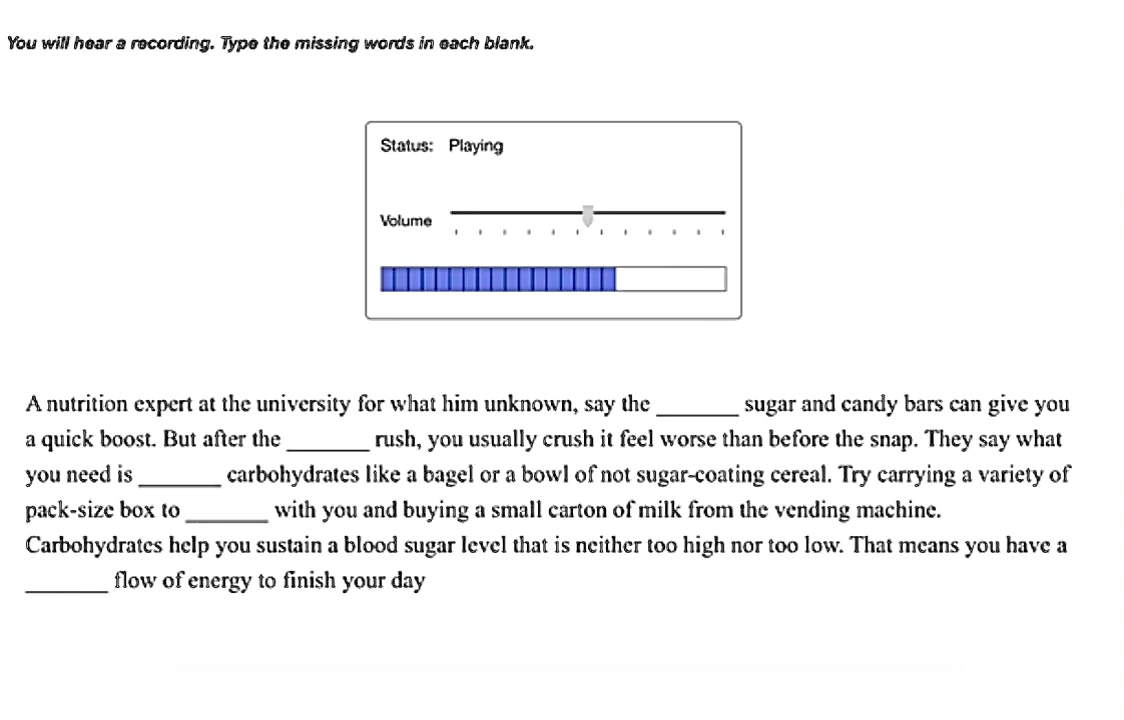 You will hear a recording. Type the missing words in each blank.
Status: Playing
Volume
A nutrition expert at the university for what him unknown, say the ________ sugar and candy bars can give you
a quick boost. But after the ________ rush, you usually crush it feel worse than before the snap. They say what
you need is ________ carbohydrates like a bagel or a bowl of not sugar-coating cereal. Try carrying a variety of
pack-size box to ________ with you and buying a small carton of milk from the vending machine.
Carbohydrates help you sustain a blood sugar level that is neither too high nor too low. That means you have a
________ flow of energy to finish your day